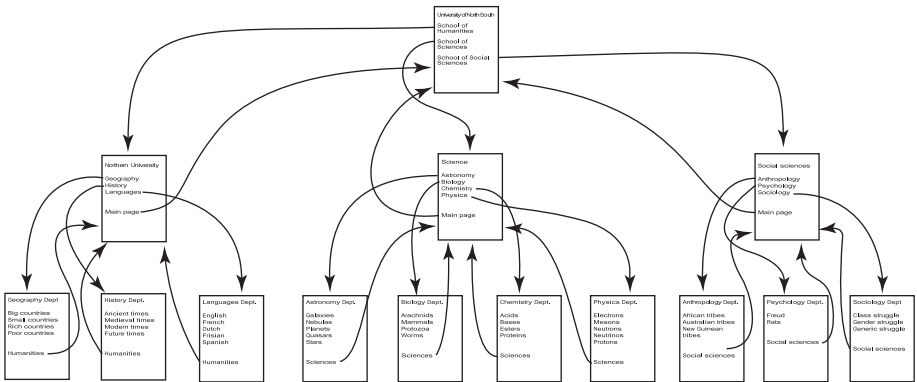 University of North South
School of
Humanities
School of
Sciences
School of Social
Sciences
Northern University
Geography
History
Languages
Main page
Science
Astronomy
Biology
Chemistry
Physics
Main page
Social sciences
Anthropology
Psychology
Sociology
Main page
Geography Dept
Big countries
Small countries
Rich countries
Poor countries
Humanities
History Dept.
Ancient times
Medieval times
Modern times
Future times
Humanities
Languages Dept.
English
French
Dutch
Frisian
Spanish
Humanities
Astronomy Dept.
Galaxies
Nebulas
Planets
Quasars
Stars
Sciences
Biology Dept.
Arachnids
Mammals
Protozoa
Worms
Sciences
Chemistry Dept.
Acids
Bases
Esters
Proteins
Sciences
Physics Dept.
Electrons
Mesons
Neutrons
Neutrinos
Protons
Sciences
Anthropology Dept.
African tribes
Australian tribes
New Guinean
tribes
Social sciences
Psychology Dept.
Freud
Rats
Social sciences
Sociology Dept
Class struggle
Gender struggle
Generic struggle
Social sciences